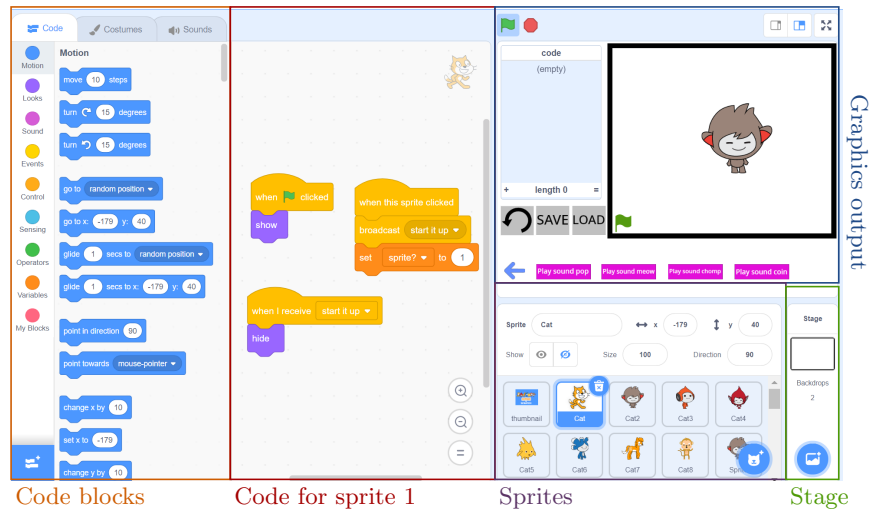 Code
Costumes
Sounds
Motion
Looks
Sound
Events
Control
Sensing
Operators
Variables
My Blocks
Motion
move 10 steps
turn 15 degrees
turn 15 degrees
go to random position
go to x: -179 y: 40
glide 1 secs to random position
glide 1 secs to x: -179 y: 40
point in direction 90
point towards mouse-pointer
change x by 10
set x to -179
change y by 10
when clicked
show
when this sprite clicked
broadcast start it up
set sprite? to 1
when I receive start it up
hide
code
(empty)
+ length 0 =
SAVE LOAD
Play sound pop
Play sound meow
Play sound chomp
Play sound coin
Sprite Cat x -179 y 40
Show Size 100 Direction 90
thumbnail
Cat
Cat2
Cat3
Cat4
Cat5
Cat6
Cat7
Cat8
Stage
Backdrops
2
Graphics output
Code blocks
Code for sprite 1
Sprites
Stage